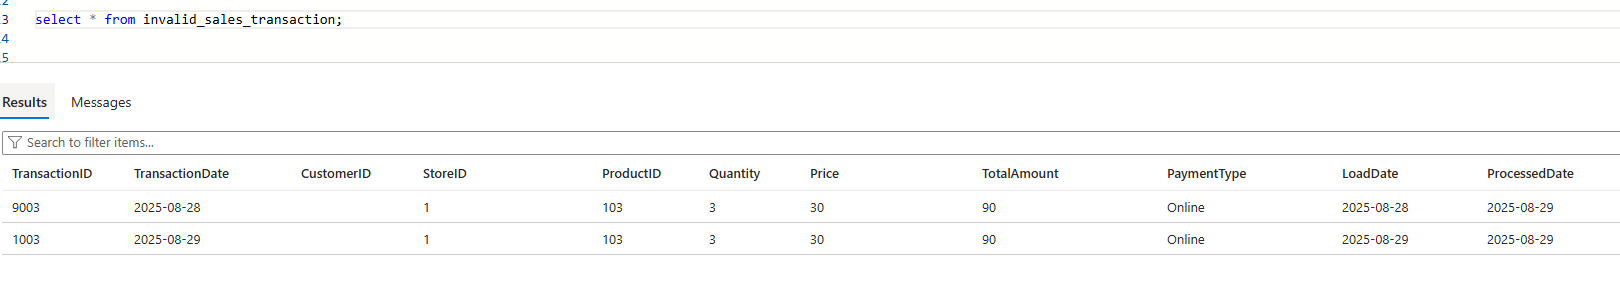 3 select * from invalid_sales_transaction;
4
5
Results Messages
Search to filter items...
TransactionID TransactionDate CustomerID StoreID ProductID Quantity Price TotalAmount PaymentType LoadDate ProcessedDate
9003 2025-08-28 1 103 3 30 90 Online 2025-08-28 2025-08-29
1003 2025-08-29 1 103 3 30 90 Online 2025-08-29 2025-08-29